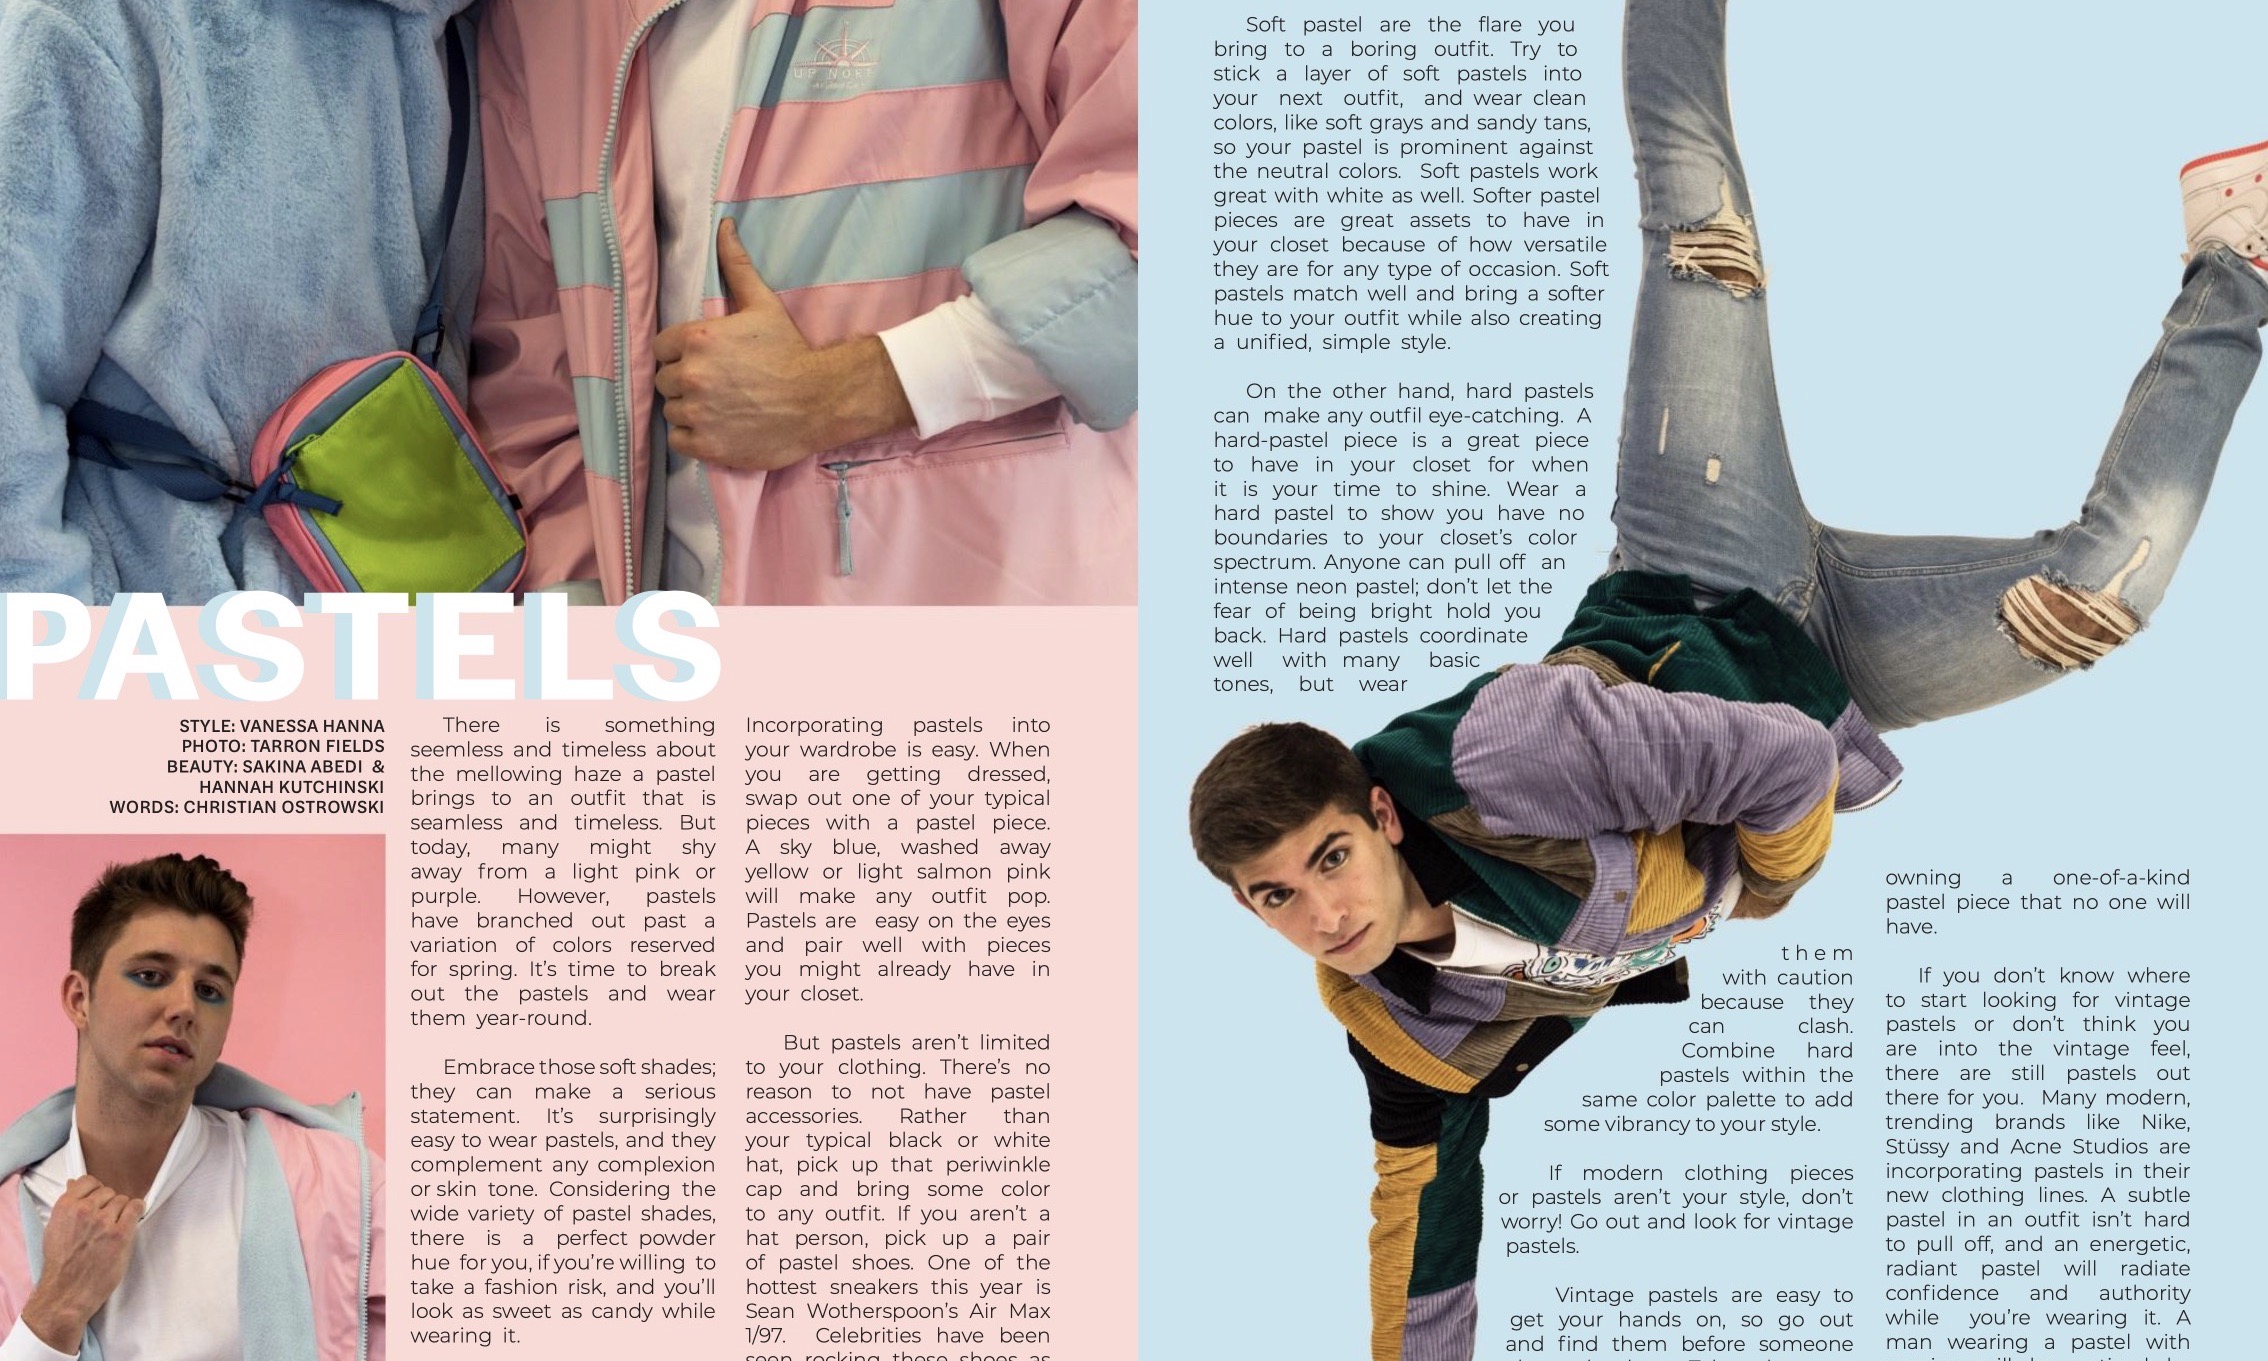 UP NORT
PASTELS
STYLE: VANESSA HANNA
PHOTO: TARRON FIELDS
BEAUTY: SAKINA ABEDI &
HANNAH KUTCHINSKI
WORDS: CHRISTIAN OSTROWSKI
There is something
seemless and timeless about
the mellowing haze a pastel
brings to an outfit that is
seamless and timeless. But
today, many might shy
away from a light pink or
purple. However, pastels
have branched out past a
variation of colors reserved
for spring. It’s time to break
out the pastels and wear
them year-round.
Embrace those soft shades;
they can make a serious
statement. It’s surprisingly
easy to wear pastels, and they
complement any complexion
or skin tone. Considering the
wide variety of pastel shades,
there is a perfect powder
hue for you, if you’re willing to
take a fashion risk, and you’ll
look as sweet as candy while
wearing it.
Incorporating pastels into
your wardrobe is easy. When
you are getting dressed,
swap out one of your typical
pieces with a pastel piece.
A sky blue, washed away
yellow or light salmon pink
will make any outfit pop.
Pastels are easy on the eyes
and pair well with pieces
you might already have in
your closet.
But pastels aren’t limited
to your clothing. There’s no
reason to not have pastel
accessories. Rather than
your typical black or white
hat, pick up that periwinkle
cap and bring some color
to any outfit. If you aren’t a
hat person, pick up a pair
of pastel shoes. One of the
hottest sneakers this year is
Sean Wotherspoon’s Air Max
1/97. Celebrities have been
seen rocking these shoes as
Soft pastel are the flare you
bring to a boring outfit. Try to
stick a layer of soft pastels into
your next outfit, and wear clean
colors, like soft grays and sandy tans,
so your pastel is prominent against
the neutral colors. Soft pastels work
great with white as well. Softer pastel
pieces are great assets to have in
your closet because of how versatile
they are for any type of occasion. Soft
pastels match well and bring a softer
hue to your outfit while also creating
a unified, simple style.
On the other hand, hard pastels
can make any outfil eye-catching. A
hard-pastel piece is a great piece
to have in your closet for when
it is your time to shine. Wear a
hard pastel to show you have no
boundaries to your closet’s color
spectrum. Anyone can pull off an
intense neon pastel; don’t let the
fear of being bright hold you
back. Hard pastels coordinate
well with many basic
tones, but wear
them
with caution
because they
can clash.
Combine hard
pastels within the
same color palette to add
some vibrancy to your style.
If modern clothing pieces
or pastels aren’t your style, don’t
worry! Go out and look for vintage
pastels.
Vintage pastels are easy to
get your hands on, so go out
and find them before someone
owning a one-of-a-kind
pastel piece that no one will
have.
If you don’t know where
to start looking for vintage
pastels or don’t think you
are into the vintage feel,
there are still pastels out
there for you. Many modern,
trending brands like Nike,
Stüssy and Acne Studios are
incorporating pastels in their
new clothing lines. A subtle
pastel in an outfit isn’t hard
to pull off, and an energetic,
radiant pastel will radiate
confidence and authority
while you’re wearing it. A
man wearing a pastel with